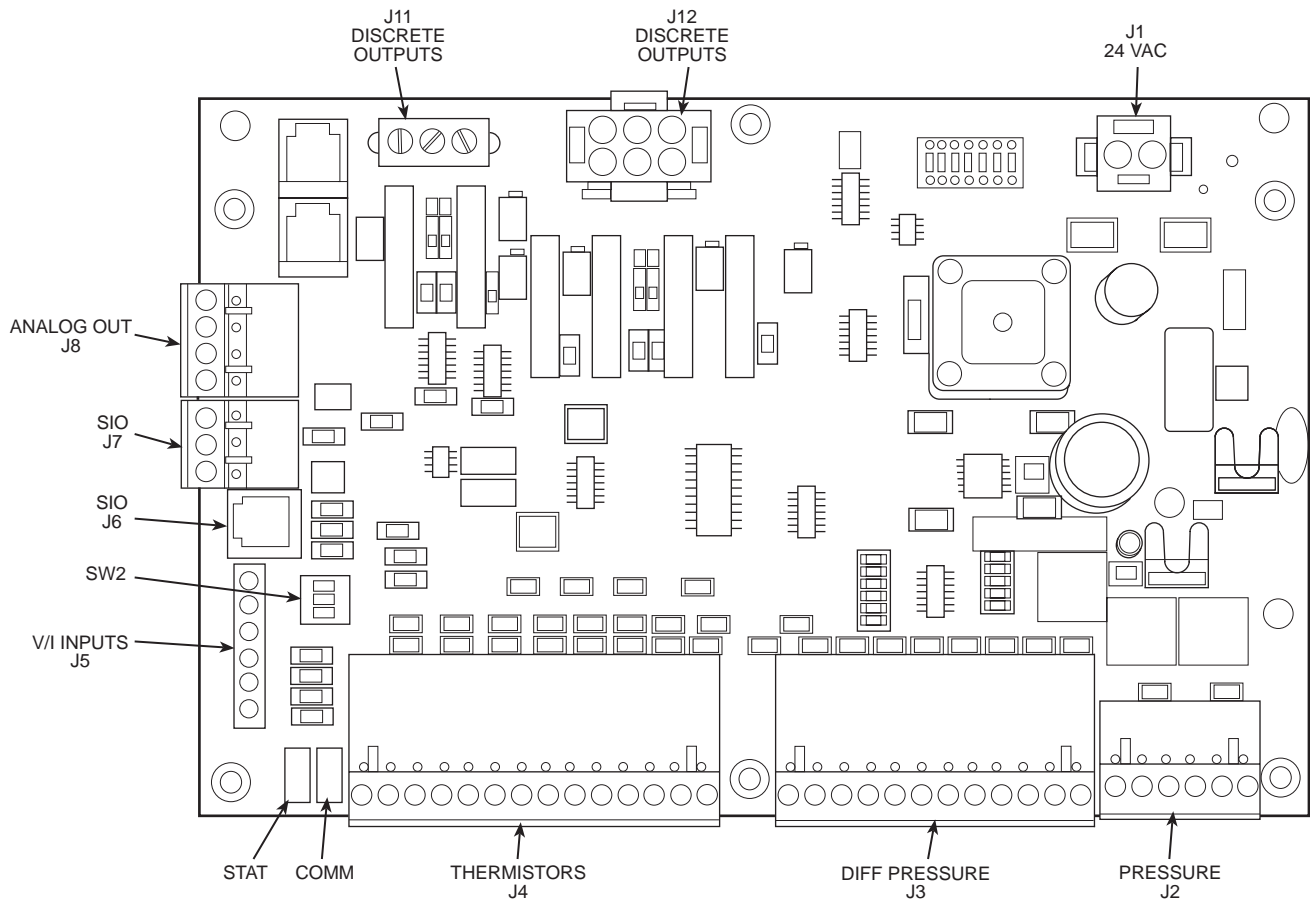 J11
DISCRETE
OUTPUTS
J12
DISCRETE
OUTPUTS
J1
24 VAC
ANALOG OUT
J8
SIO
J7
SIO
J6
SW2
V/I INPUTS
J5
STAT
COMM
THERMISTORS
J4
DIFF PRESSURE
J3
PRESSURE
J2